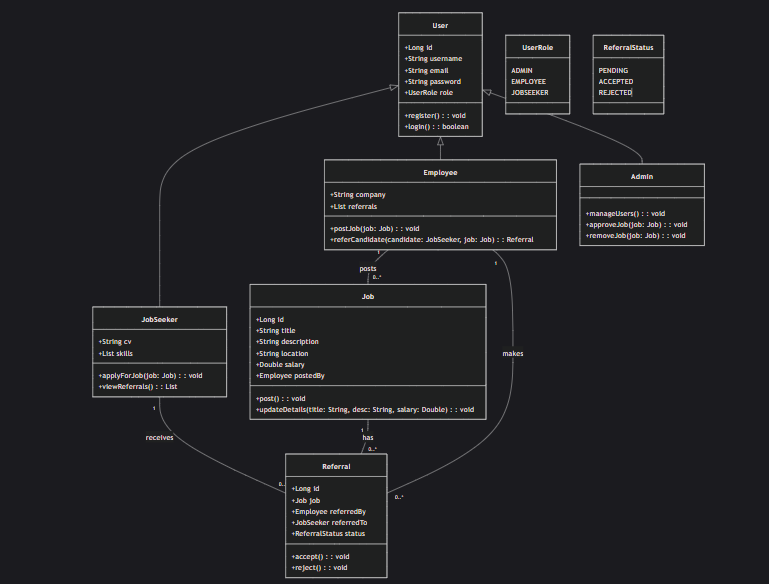 User
+Long id
+String username
+String email
+String password
+UserRole role
+register() : : void
+login() : : boolean
UserRole
ADMIN
EMPLOYEE
JOBSEEKER
ReferralStatus
PENDING
ACCEPTED
REJECTED
Employee
+String company
+List referrals
+postJob(job: Job) : : void
+referCandidate(candidate: JobSeeker, job: Job) : : Referral
Admin
+manageUsers() : : void
+approveJob(job: Job) : : void
+removeJob(job: Job) : : void
1
posts
0..*
1
makes
0..*
Job
+Long id
+String title
+String description
+String location
+Double salary
+Employee postedBy
+post() : : void
+updateDetails(title: String, desc: String, salary: Double) : : void
JobSeeker
+String cv
+List skills
+applyForJob(job: Job) : : void
+viewReferrals() : : List
1
receives
0..
1
has
0..*
Referral
+Long id
+Job job
+Employee referredBy
+JobSeeker referredTo
+ReferralStatus status
+accept() : : void
+reject() : : void